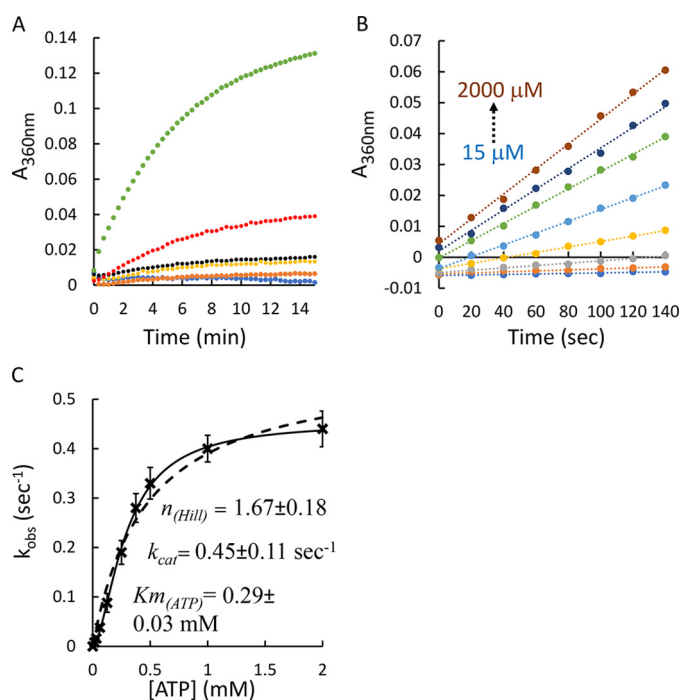 A
0.14
0.12
0.1
0.08
0.06
0.04
0.02
0
A360nm
0 2 4 6 8 10 12 14
Time (min)
B
0.07
0.06
0.05
0.04
0.03
0.02
0.01
0
-0.01
A360nm
2000 µM
15 µM
0 20 40 60 80 100 120 140
Time (sec)
C
0.5
0.4
0.3
0.2
0.1
0
kobs (sec-1)
n(Hill) = 1.67±0.18
kcat= 0.45±0.11 sec-1
Km(ATP)= 0.29±
0.03 mM
0 0.5 1 1.5 2
[ATP] (mM)